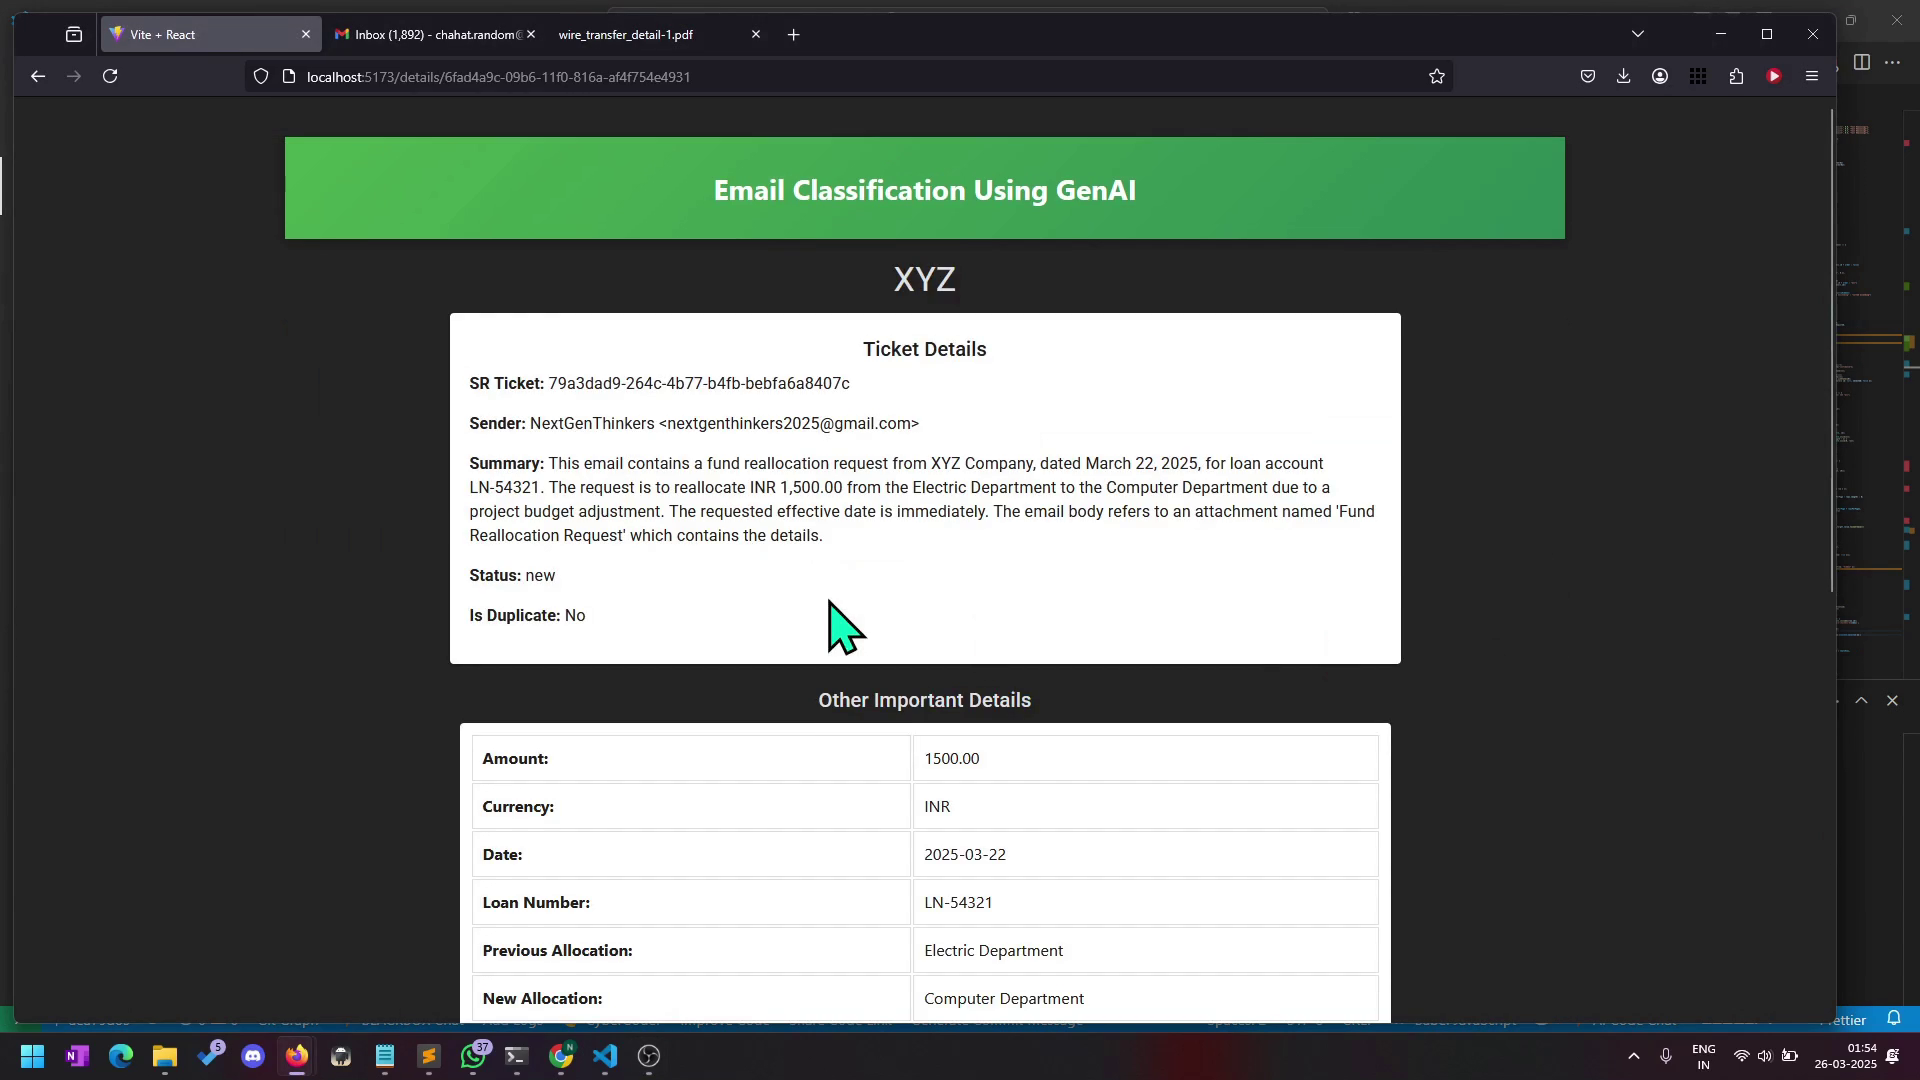 Vite + React
Inbox (1,892) - chahat.random@
wire_transfer_detail-1.pdf
localhost:5173/details/6fad4a9c-09b6-11f0-816a-af4f754e4931
Email Classification Using GenAI
XYZ
Ticket Details
SR Ticket: 79a3dad9-264c-4b77-b4fb-bebfa6a8407c
Sender: NextGenThinkers <nextgenthinkers2025@gmail.com>
Summary: This email contains a fund reallocation request from XYZ Company, dated March 22, 2025, for loan account
LN-54321. The request is to reallocate INR 1,500.00 from the Electric Department to the Computer Department due to a
project budget adjustment. The requested effective date is immediately. The email body refers to an attachment named 'Fund
Reallocation Request' which contains the details.
Status: new
Is Duplicate: No
Other Important Details
Amount: 1500.00
Currency: INR
Date: 2025-03-22
Loan Number: LN-54321
Previous Allocation: Electric Department
New Allocation: Computer Department
5
37
N
ENG
IN
01:54
26-03-2025